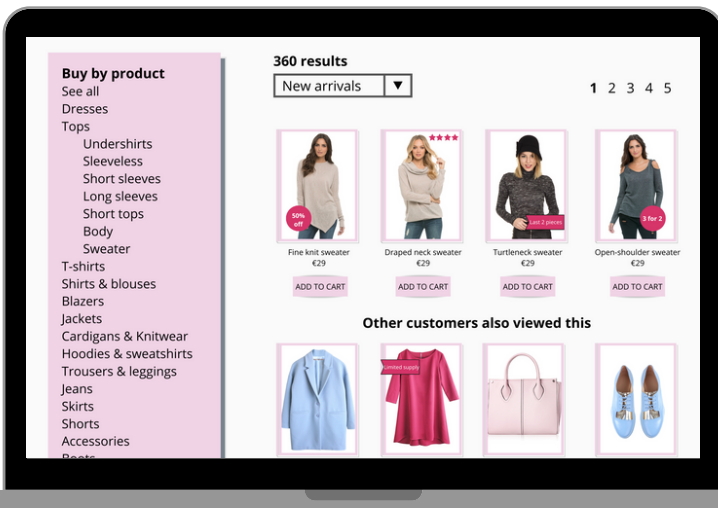 Buy by product
See all
Dresses
Tops
Undershirts
Sleeveless
Short sleeves
Long sleeves
Short tops
Body
Sweater
T-shirts
Shirts & blouses
Blazers
Jackets
Cardigans & Knitwear
Hoodies & sweatshirts
Trousers & leggings
Jeans
Skirts
Shorts
Accessories
Boots
360 results
New arrivals
1 2 3 4 5
50%
off
Last 2 pieces
3 for 2
Fine knit sweater
€29
ADD TO CART
Draped neck sweater
€29
ADD TO CART
Turtleneck sweater
€29
ADD TO CART
Open-shoulder sweater
€29
ADD TO CART
Other customers also viewed this
Limited supply